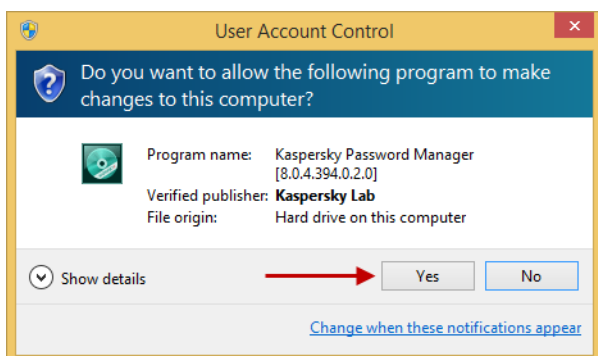 User Account Control
Do you want to allow the following program to make
changes to this computer?
Program name: Kaspersky Password Manager
[8.0.4.394.0.2.0]
Verified publisher: Kaspersky Lab
File origin: Hard drive on this computer
Show details
Yes
No
Change when these notifications appear